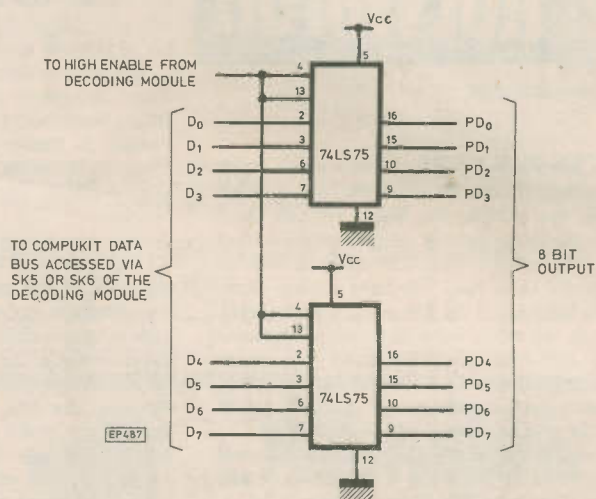 Vcc
5
TO HIGH ENABLE FROM
DECODING MODULE
4
13
D0 2 16 PD0
D1 3 15 PD1
74LS75
D2 6 10 PD2
D3 7 9 PD3
12
TO COMPUKIT DATA
BUS ACCESSED VIA
SK5 OR SK6 OF THE
DECODING MODULE
8 BIT
OUTPUT
Vcc
5
4
13
D4 2 16 PD4
D5 3 15 PD5
74LS75
D6 6 10 PD6
D7 7 9 PD7
12
EP487